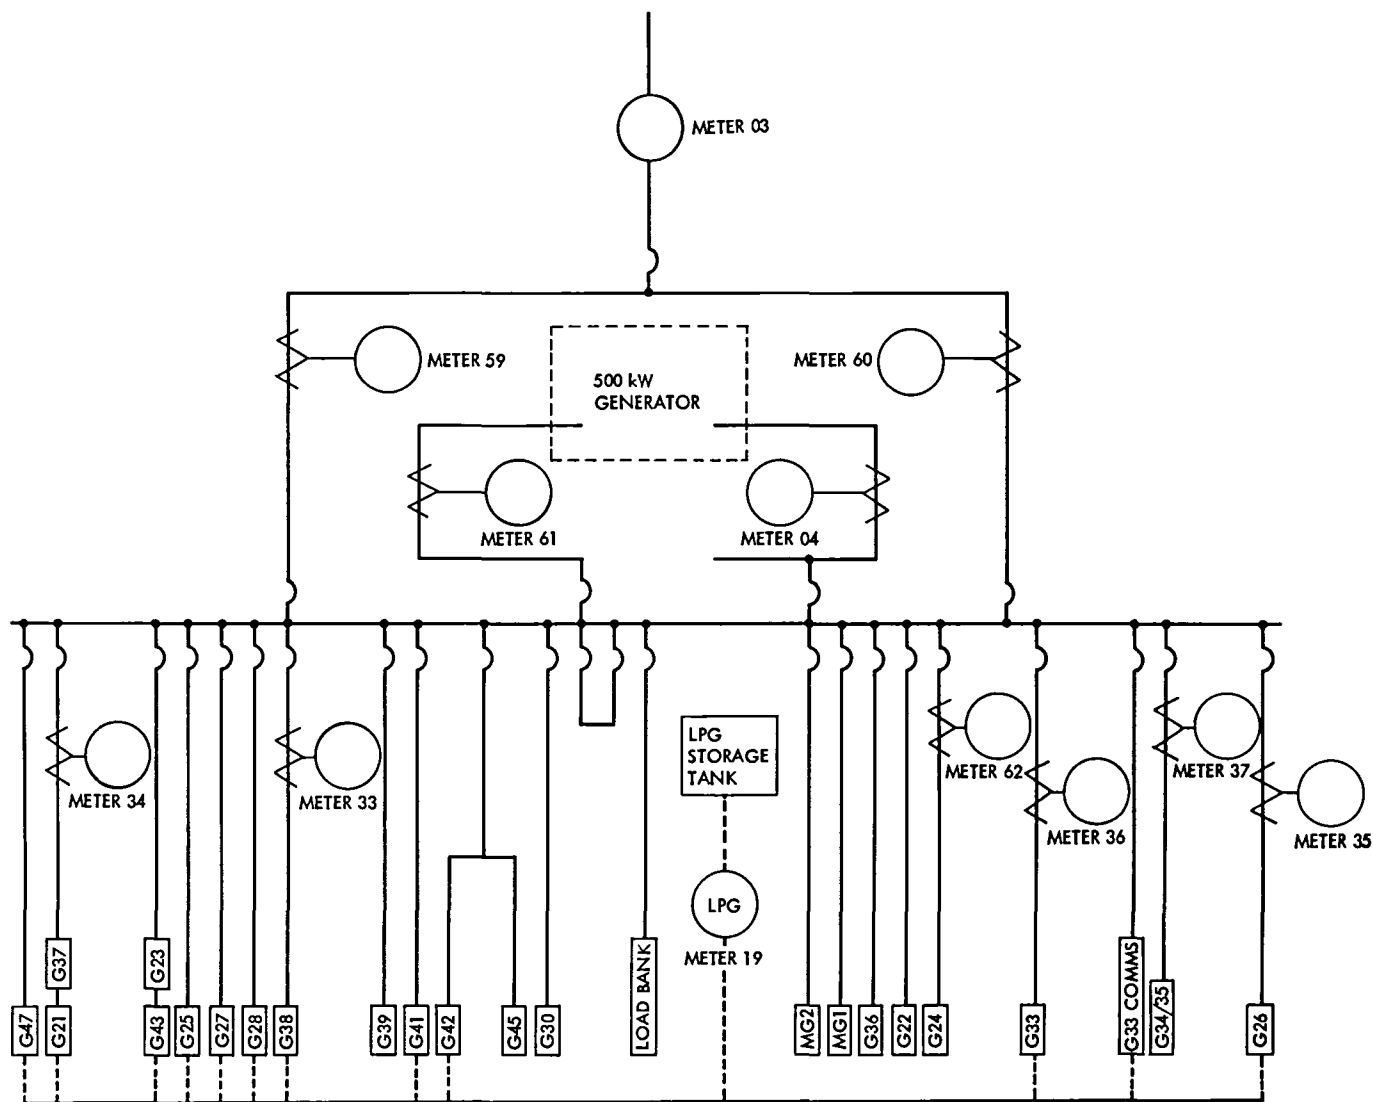 METER 03
METER 59
METER 60
500 kW
GENERATOR
METER 61
METER 04
LPG
STORAGE
TANK
METER 34
METER 33
METER 62
METER 36
METER 37
METER 35
LPG
METER 19
G37
G23
G47
G21
G43
G25
G27
G28
G38
G39
G41
G42
G45
G30
LOAD BANK
MG2
MG1
G36
G22
G24
G33
G33 COMMS
G34/35
G26